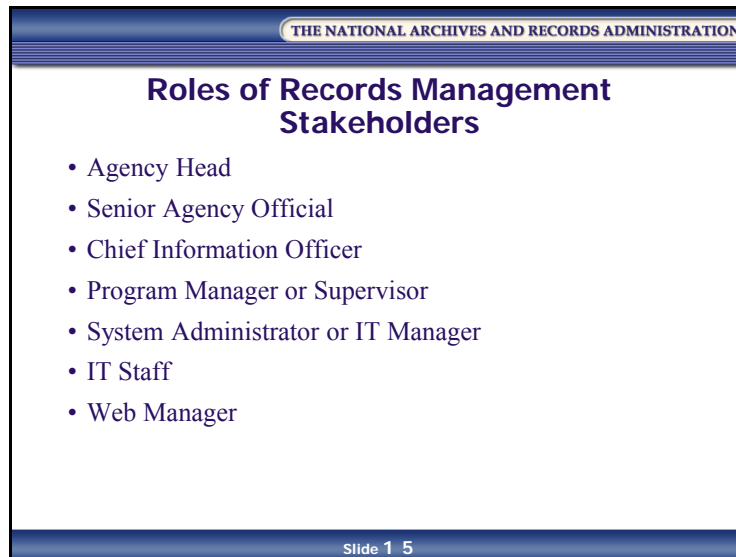 THE NATIONAL ARCHIVES AND RECORDS ADMINISTRATION
Roles of Records Management
Stakeholders
• Agency Head
• Senior Agency Official
• Chief Information Officer
• Program Manager or Supervisor
• System Administrator or IT Manager
• IT Staff
• Web Manager
Slide 1 5